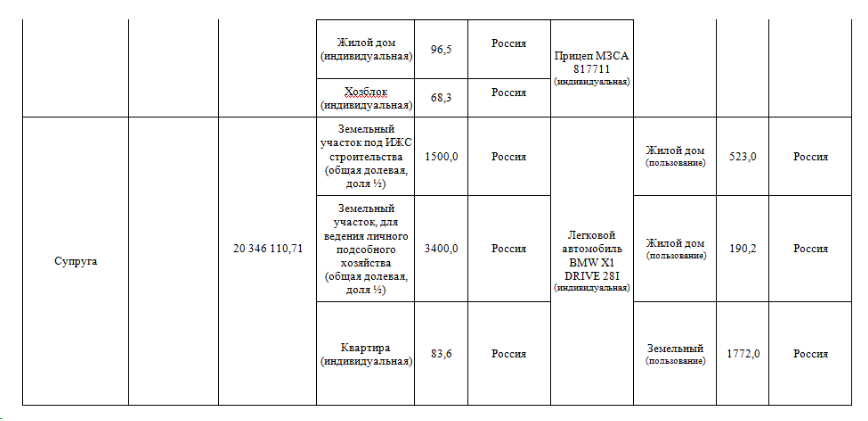 Жилой дом
(индивидуальная)
96,5
Россия
Прицеп МЗСА
817711
(индивидуальная)
Хозблок
(индивидуальная)
68,3
Россия
Супруга
20 346 110,71
Земельный
участок под ИЖС
строительства
(общая долевая,
доля ½)
1500,0
Россия
Легковой
автомобиль
BMW X1
DRIVE 28I
(индивидуальная)
Жилой дом
(пользование)
523,0
Россия
Земельный
участок, для
ведения личного
подсобного
хозяйства
(общая долевая,
доля ½)
3400,0
Россия
Жилой дом
(пользование)
190,2
Россия
Квартира
(индивидуальная)
83,6
Россия
Земельный
(пользование)
1772,0
Россия